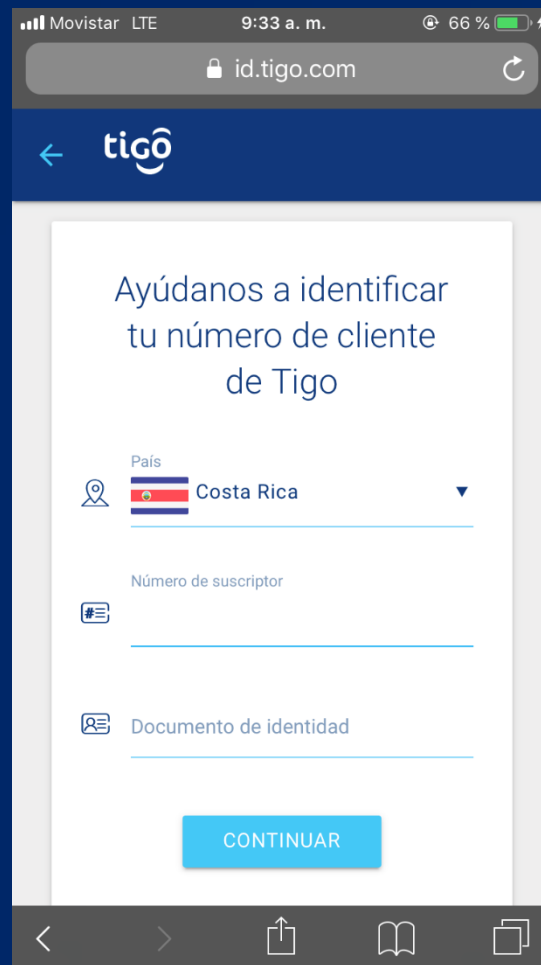 Movistar LTE 9:33 a. m. 66 %
id.tigo.com
tigo
Ayúdanos a identificar
tu número de cliente
de Tigo
País
Costa Rica
Número de suscriptor
#
Documento de identidad
CONTINUAR